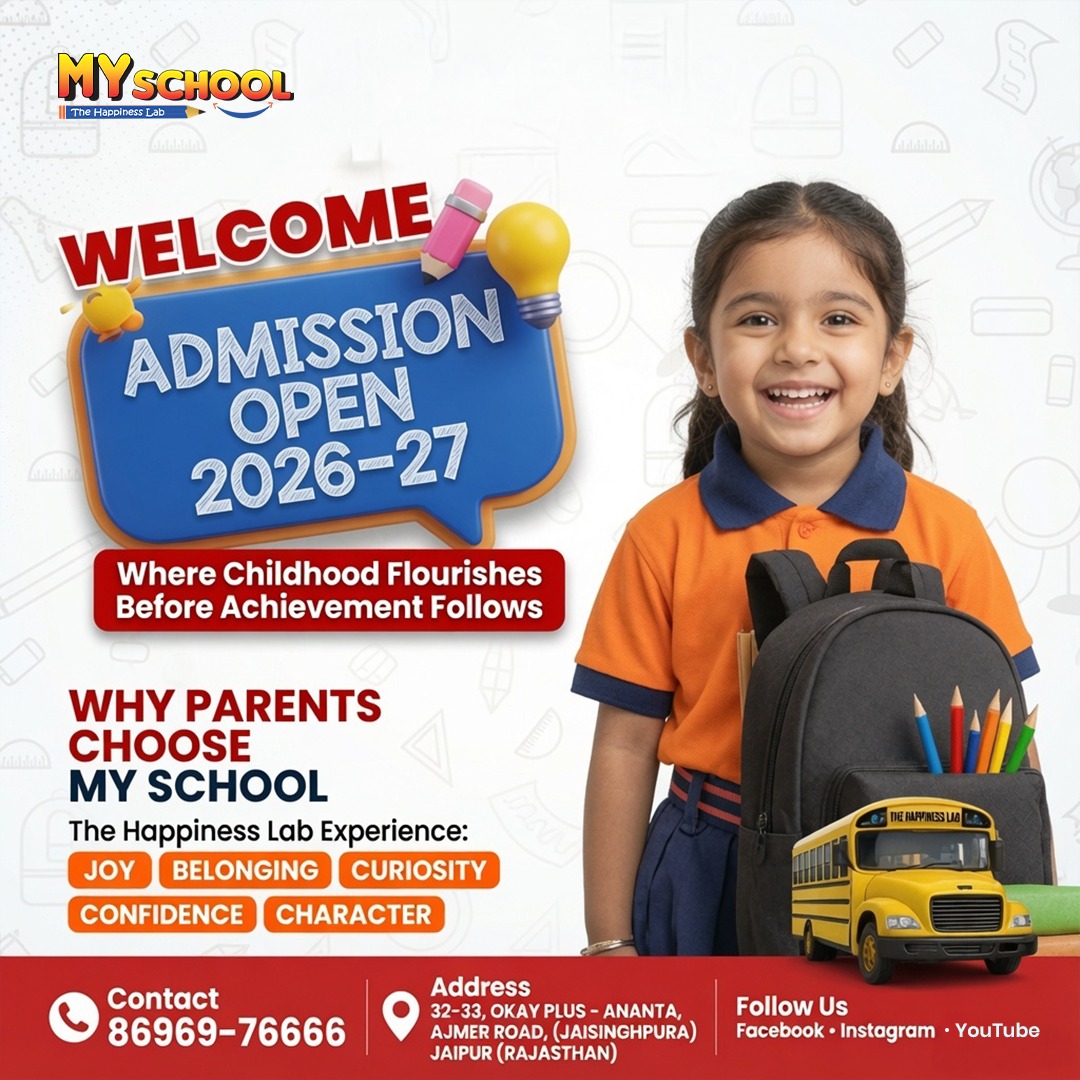 MY SCHOOL
The Happiness Lab
WELCOME
ADMISSION
OPEN
2026-27
Where Childhood Flourishes
Before Achievement Follows
WHY PARENTS
CHOOSE
MY SCHOOL
The Happiness Lab Experience:
JOY BELONGING CURIOSITY
CONFIDENCE CHARACTER
THE HAPPINESS LAB
Contact
86969-76666
Address
32-33, OKAY PLUS - ANANTA,
AJMER ROAD, (JAISINGHPURA)
JAIPUR (RAJASTHAN)
Follow Us
Facebook • Instagram • YouTube